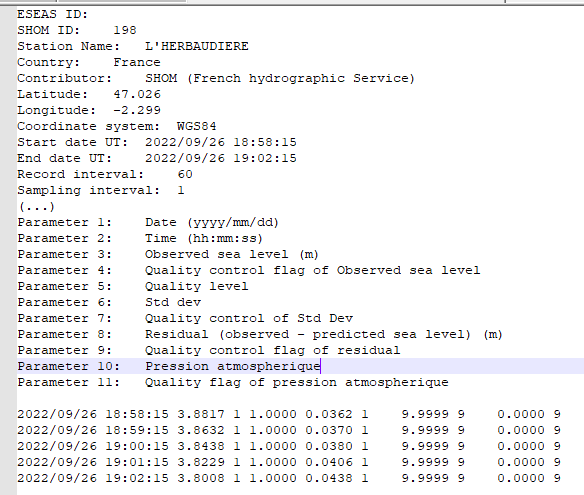 ESEAS ID:
SHOM ID:    198
Station Name:   L'HERBAUDIERE
Country:    France
Contributor:    SHOM (French hydrographic Service)
Latitude:   47.026
Longitude:  -2.299
Coordinate system:  WGS84
Start date UT:  2022/09/26 18:58:15
End date UT:    2022/09/26 19:02:15
Record interval:    60
Sampling interval:  1
(...)
Parameter 1:    Date (yyyy/mm/dd)
Parameter 2:    Time (hh:mm:ss)
Parameter 3:    Observed sea level (m)
Parameter 4:    Quality control flag of Observed sea level
Parameter 5:    Quality level
Parameter 6:    Std dev
Parameter 7:    Quality control of Std Dev
Parameter 8:    Residual (observed - predicted sea level) (m)
Parameter 9:    Quality control flag of residual
Parameter 10:   Pression atmospherique
Parameter 11:   Quality flag of pression atmospherique
2022/09/26 18:58:15 3.8817 1 1.0000 0.0362 1    9.9999 9    0.0000 9
2022/09/26 18:59:15 3.8632 1 1.0000 0.0370 1    9.9999 9    0.0000 9
2022/09/26 19:00:15 3.8438 1 1.0000 0.0380 1    9.9999 9    0.0000 9
2022/09/26 19:01:15 3.8229 1 1.0000 0.0406 1    9.9999 9    0.0000 9
2022/09/26 19:02:15 3.8008 1 1.0000 0.0438 1    9.9999 9    0.0000 9